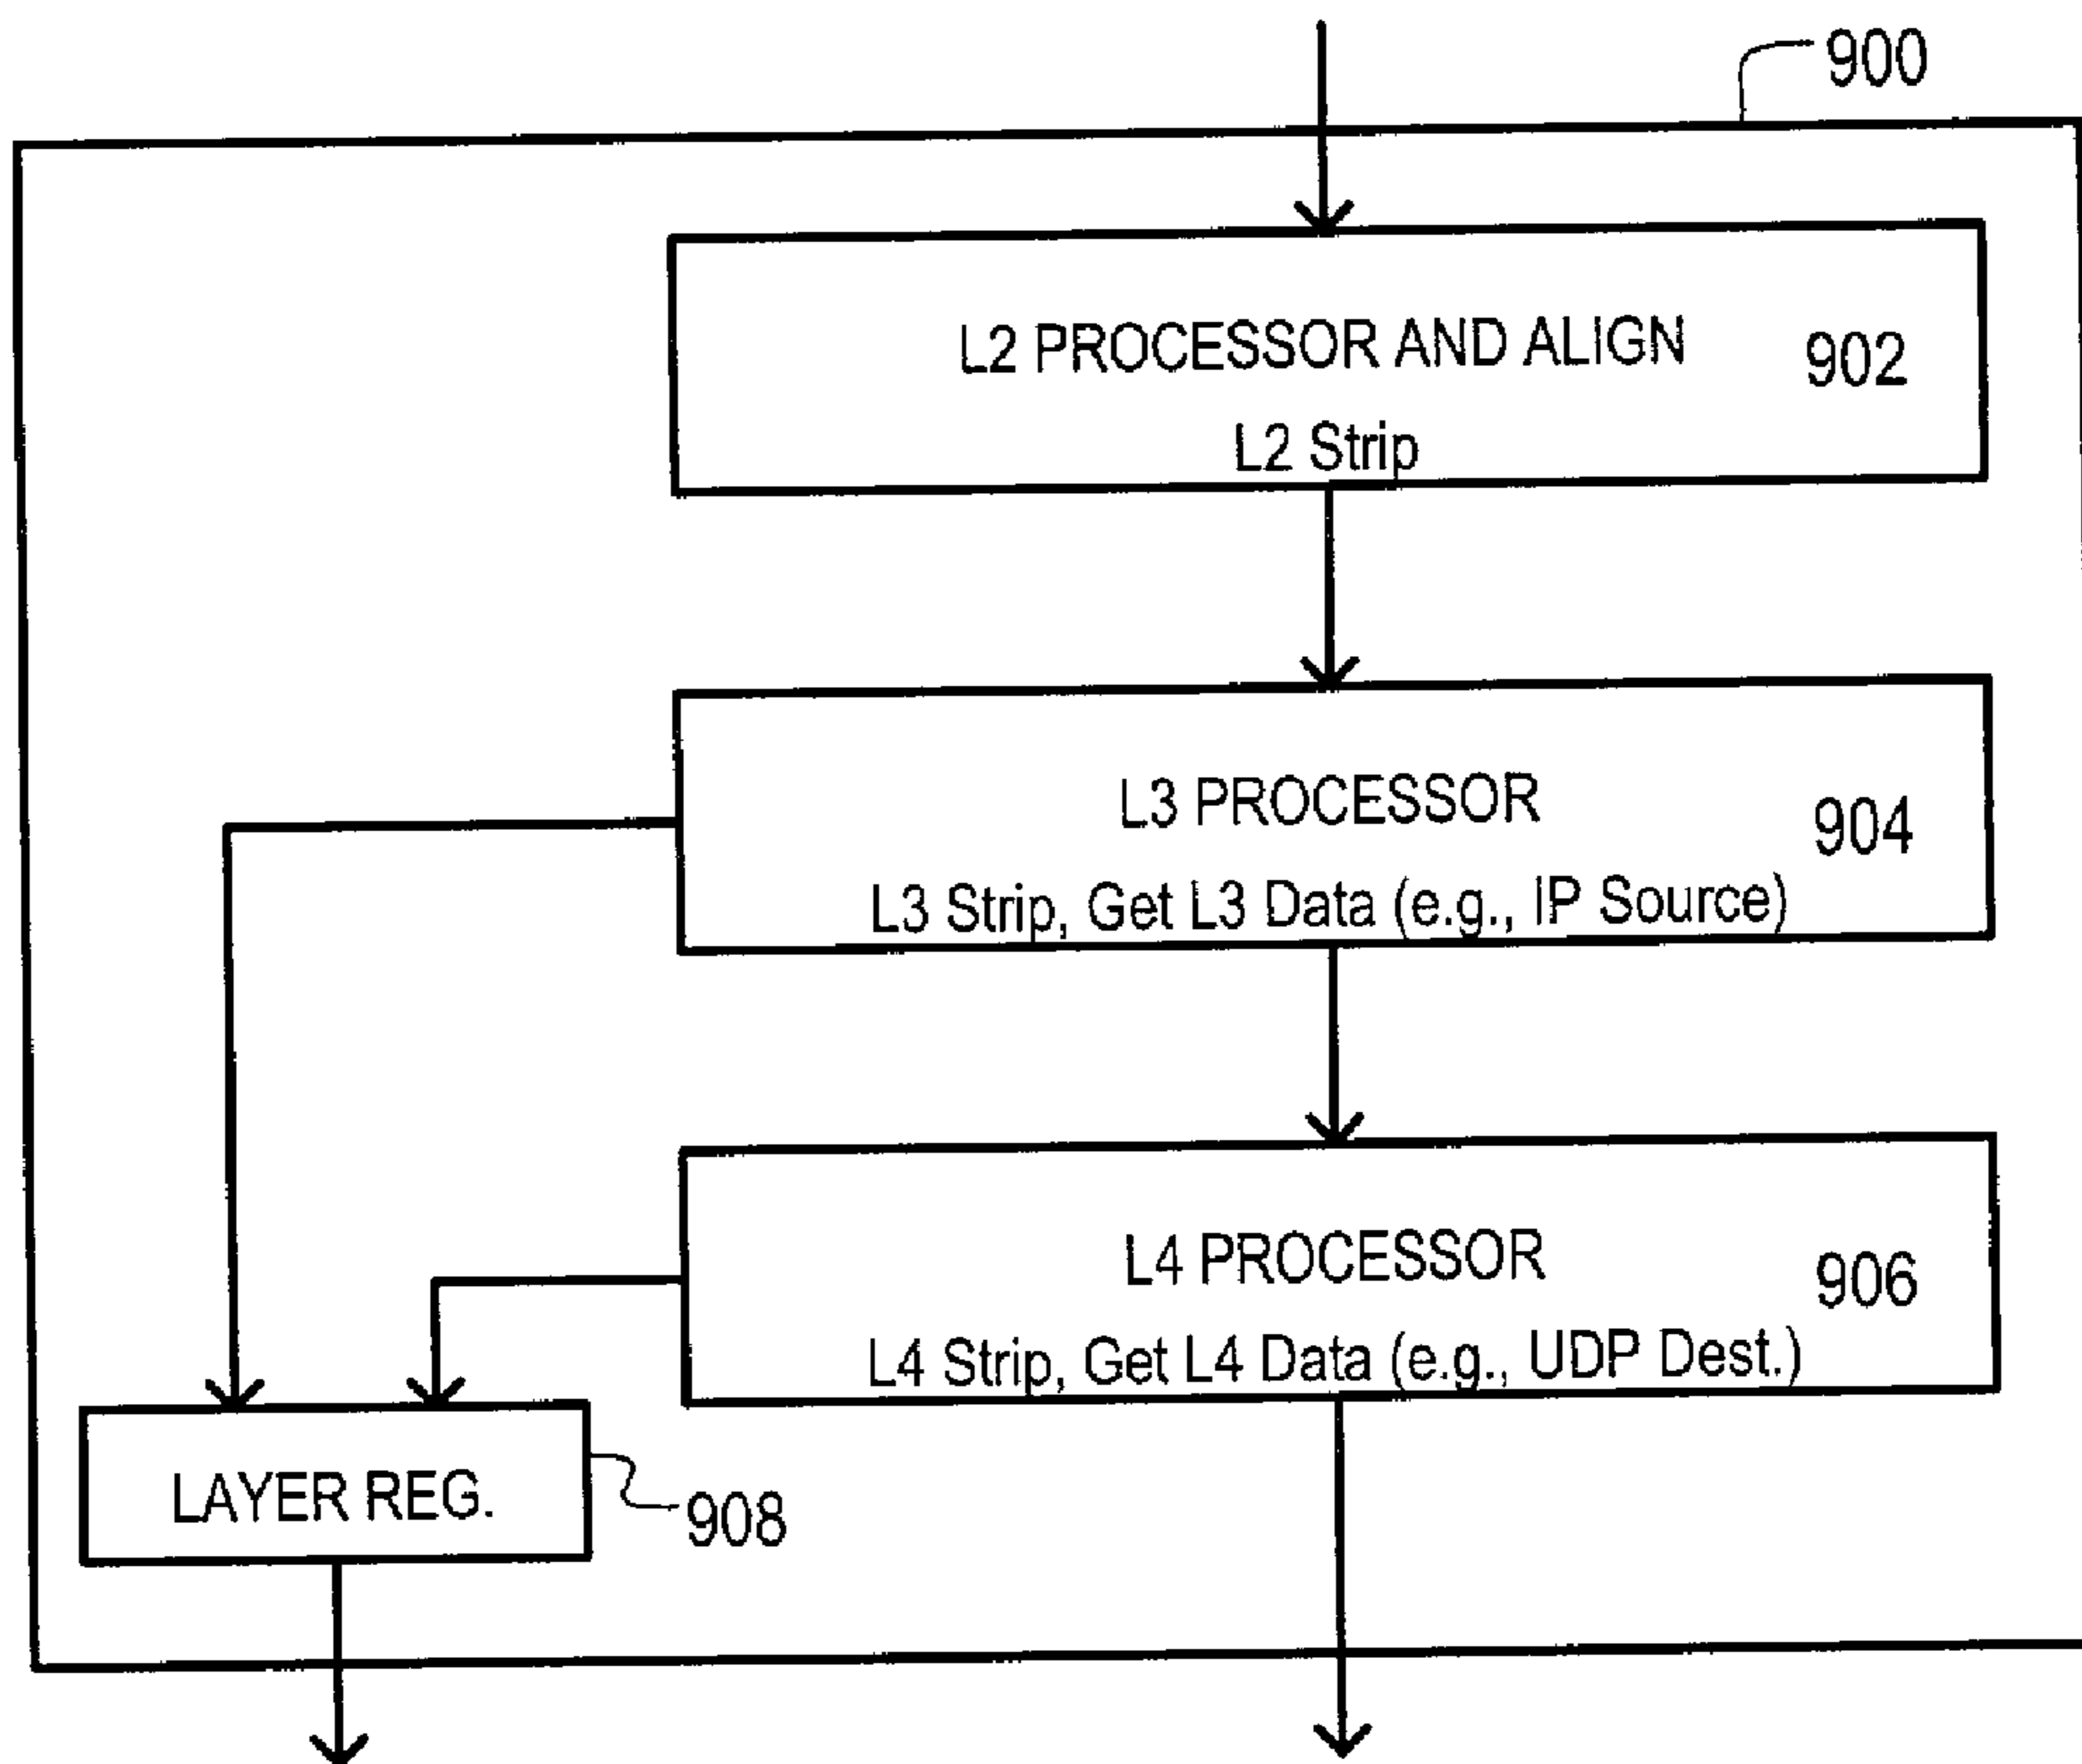 900
L2 PROCESSOR AND ALIGN
902
L2 Strip
L3 PROCESSOR
904
L3 Strip, Get L3 Data (e.g., IP Source)
L4 PROCESSOR
906
L4 Strip, Get L4 Data (e.g., UDP Dest.)
LAYER REG.
908